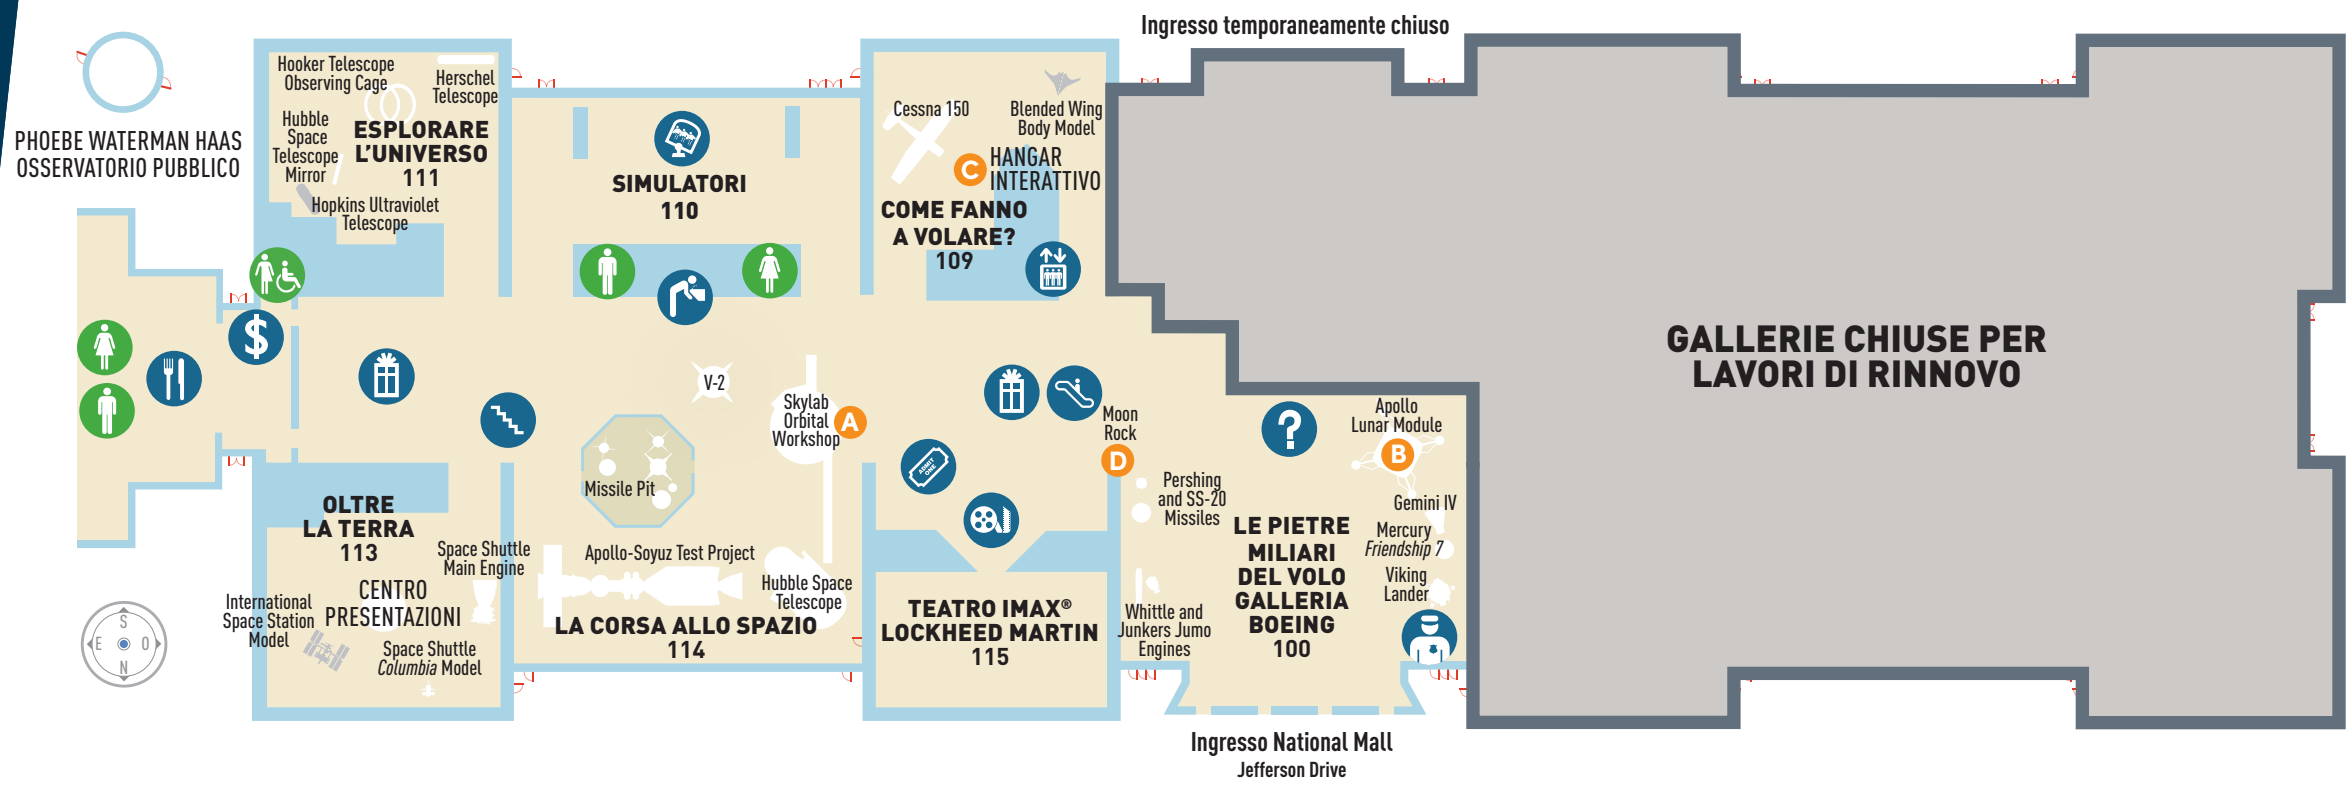 Ingresso temporaneamente chiuso
PHOEBE WATERMAN HAAS
OSSERVATORIO PUBBLICO
Hooker Telescope
Observing Cage
Herschel
Telescope
Hubble
Space
Telescope
Mirror
ESPLORARE
L’UNIVERSO
111
Hopkins Ultraviolet
Telescope
SIMULATORI
110
Cessna 150
Blended Wing
Body Model
C
HANGAR
INTERATTIVO
COME FANNO
A VOLARE?
109
GALLERIE CHIUSE PER
LAVORI DI RINNOVO
$
V-2
Skylab
Orbital
Workshop
A
Missile Pit
ADMIT
ONE
Moon
Rock
D
?
Apollo
Lunar Module
B
Pershing
and SS-20
Missiles
Gemini IV
Mercury
Friendship 7
Viking
Lander
LE PIETRE
MILIARI
DEL VOLO
GALLERIA
BOEING
100
Whittle and
Junkers Jumo
Engines
OLTRE
LA TERRA
113
Space Shuttle
Main Engine
CENTRO
PRESENTAZIONI
International
Space Station
Model
Space Shuttle
Columbia Model
Apollo-Soyuz Test Project
Hubble Space
Telescope
LA CORSA ALLO SPAZIO
114
TEATRO IMAX®
LOCKHEED MARTIN
115
S
E O
N
Ingresso National Mall
Jefferson Drive